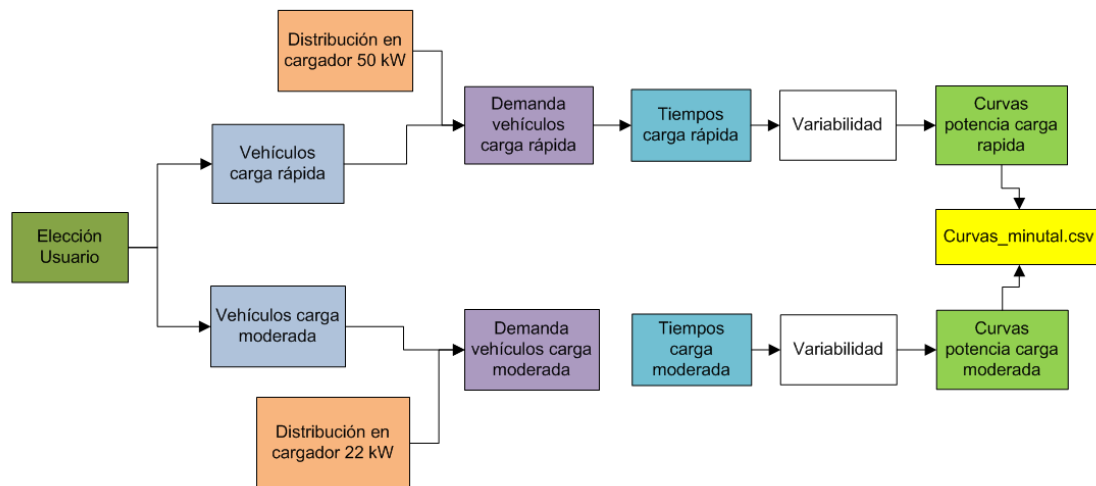 Distribución en
cargador 50 kW
Demanda
vehículos
carga rápida
Tiempos
carga rápida
Variabilidad
Curvas
potencia carga
rapida
Vehículos
carga rápida
Elección
Usuario
Curvas_minutal.csv
Vehículos carga
moderada
Demanda
vehículos carga
moderada
Tiempos
carga
moderada
Variabilidad
Curvas
potencia carga
moderada
Distribución en
cargador 22 kW